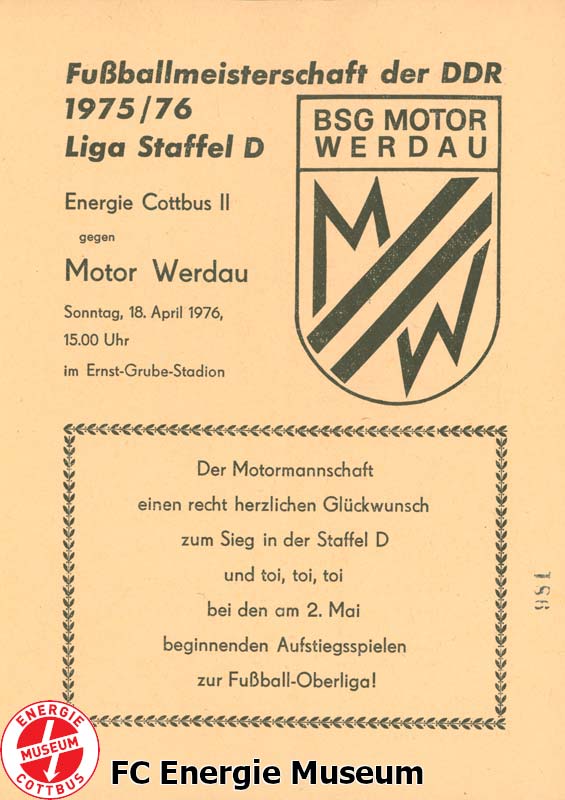 Fußballmeisterschaft der DDR
1975/76
Liga Staffel D
BSG MOTOR
WERDAU
M
W
Energie Cottbus II
gegen
Motor Werdau
Sonntag, 18. April 1976,
15.00 Uhr
im Ernst-Grube-Stadion
Der Motormannschaft
einen recht herzlichen Glückwunsch
zum Sieg in der Staffel D
und toi, toi, toi
bei den am 2. Mai
beginnenden Aufstiegsspielen
zur Fußball-Oberliga!
981
ENERGIE
MUSEUM
COTTBUS
FC Energie Museum